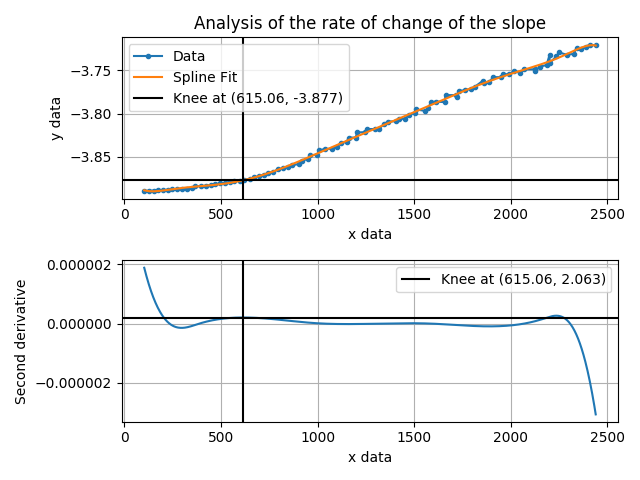 Analysis of the rate of change of the slope
Data
Spline Fit
Knee at (615.06, -3.877)
−3.75
−3.80
−3.85
y data
0 500 1000 1500 2000 2500
x data
Knee at (615.06, 2.063)
0.000002
0.000000
−0.000002
Second derivative
0 500 1000 1500 2000 2500
x data